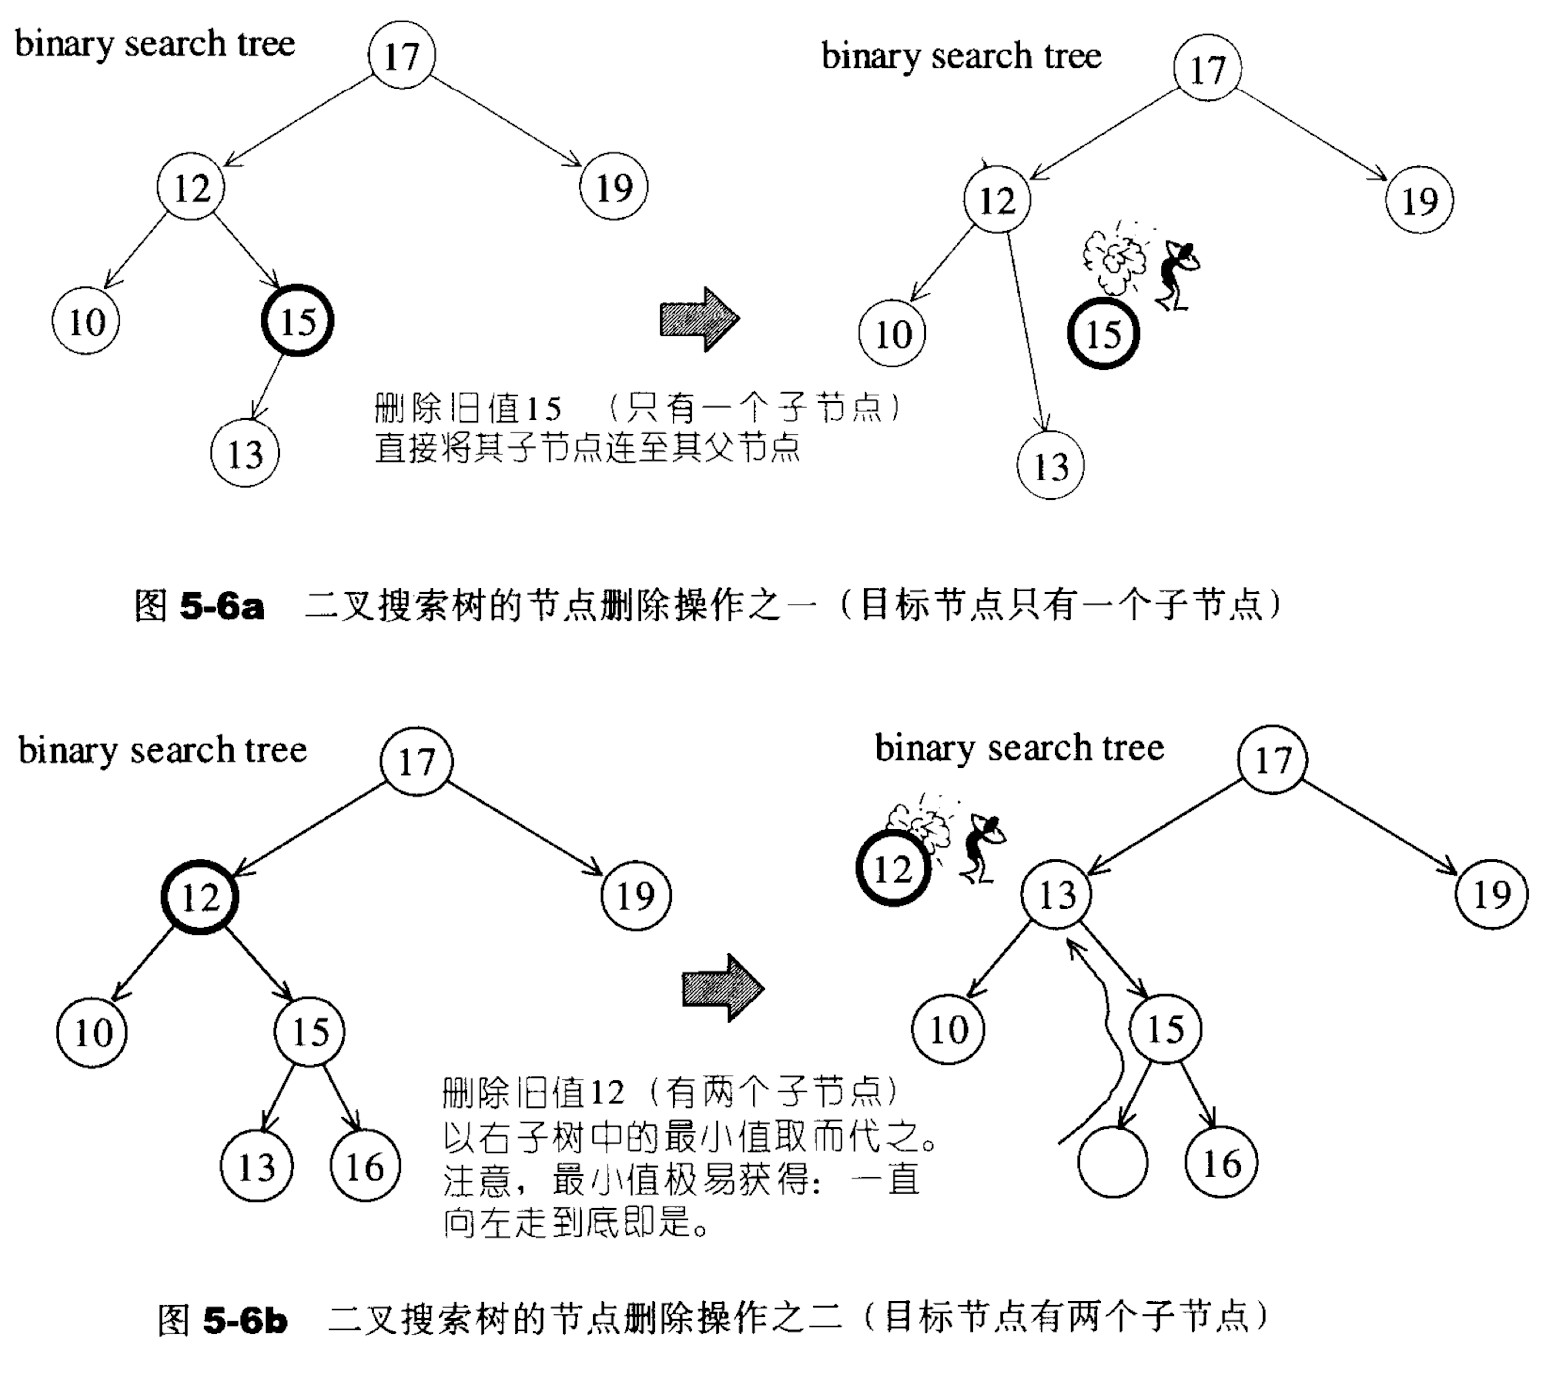 binary search tree
17
12
19
10
15
13
binary search tree
17
12
19
10
15
13
删除旧值15 （只有一个子节点）
直接将其子节点连至其父节点
图 5-6a 二叉搜索树的节点删除操作之一（目标节点只有一个子节点）
binary search tree
17
12
19
10
15
13
16
binary search tree
17
12
13
19
10
15
16
删除旧值12（有两个子节点）
以右子树中的最小值取而代之。
注意，最小值极易获得：一直
向左走到底即是。
图 5-6b 二叉搜索树的节点删除操作之二（目标节点有两个子节点）